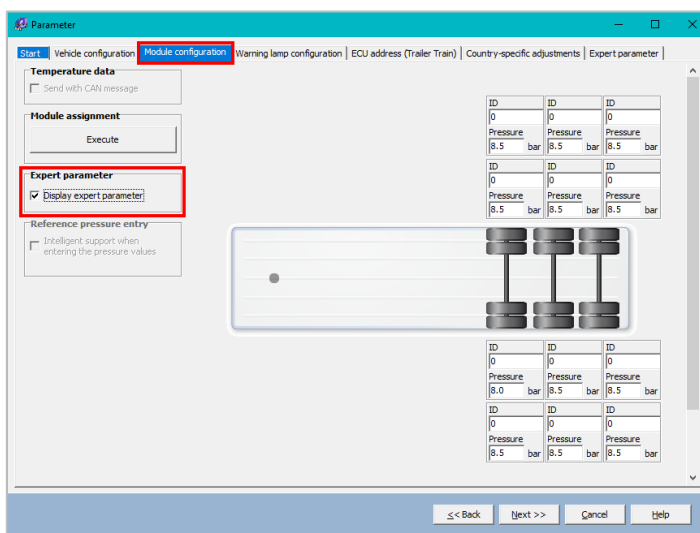 Parameter
Start Vehicle configuration Module configuration Warning lamp configuration ECU address (Trailer Train) Country-specific adjustments Expert parameter
Temperature data
Send with CAN message
Module assignment
Execute
Expert parameter
Display expert parameter
Reference pressure entry
Intelligent support when
entering the pressure values
ID ID ID
0 0 0
Pressure Pressure Pressure
8.5 bar 8.5 bar 8.5 bar
ID ID ID
0 0 0
Pressure Pressure Pressure
8.5 bar 8.5 bar 8.5 bar
ID ID ID
0 0 0
Pressure Pressure Pressure
8.0 bar 8.5 bar 8.5 bar
ID ID ID
0 0 0
Pressure Pressure Pressure
8.5 bar 8.5 bar 8.5 bar
<< Back Next >> Cancel Help